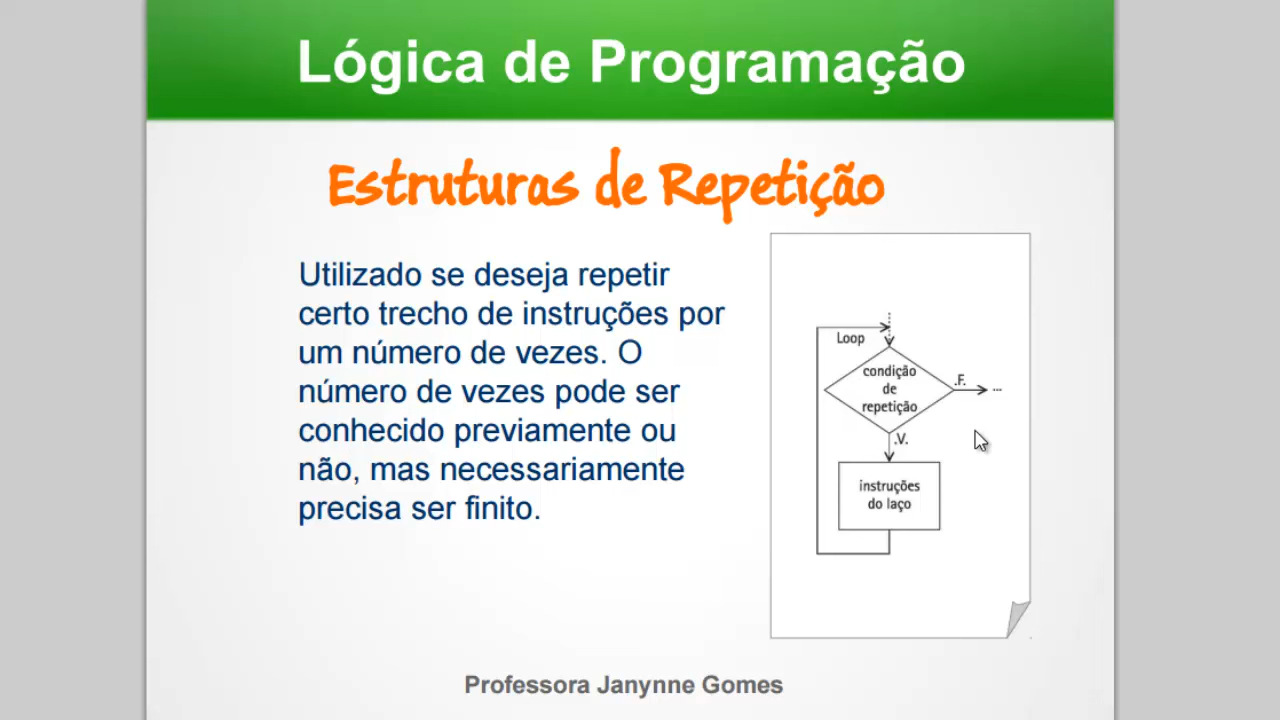 Lógica de Programação
Estruturas de Repetição
Utilizado se deseja repetir
certo trecho de instruções por
um número de vezes. O
número de vezes pode ser
conhecido previamente ou
não, mas necessariamente
precisa ser finito.
Loop
condição
de
repetição
.F.
...
.V.
instruções
do laço
Professora Janynne Gomes